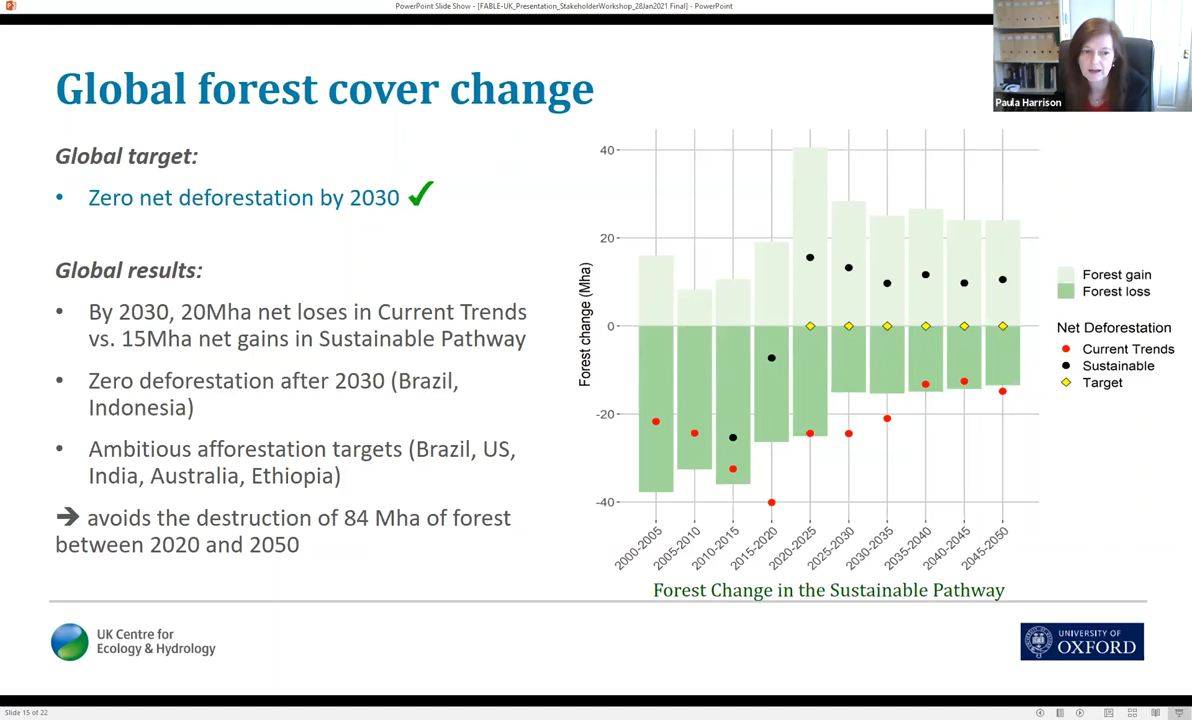 PowerPoint Slide Show - [FABLE-UK_Presentation_StakeholderWorkshop_28Jan2021 Final] - PowerPoint
Paula Harrison
Global forest cover change
Global target:
• Zero net deforestation by 2030 ✓
Global results:
• By 2030, 20Mha net loses in Current Trends
vs. 15Mha net gains in Sustainable Pathway
• Zero deforestation after 2030 (Brazil,
Indonesia)
• Ambitious afforestation targets (Brazil, US,
India, Australia, Ethiopia)
➔ avoids the destruction of 84 Mha of forest
between 2020 and 2050
Forest change (Mha)
40
20
0
-20
-40
2000-2005
2005-2010
2010-2015
2015-2020
2020-2025
2025-2030
2030-2035
2035-2040
2040-2045
2045-2050
Forest gain
Forest loss
Net Deforestation
Current Trends
Sustainable
Target
Forest Change in the Sustainable Pathway
UK Centre for
Ecology & Hydrology
UNIVERSITY OF
OXFORD
Slide 15 of 22